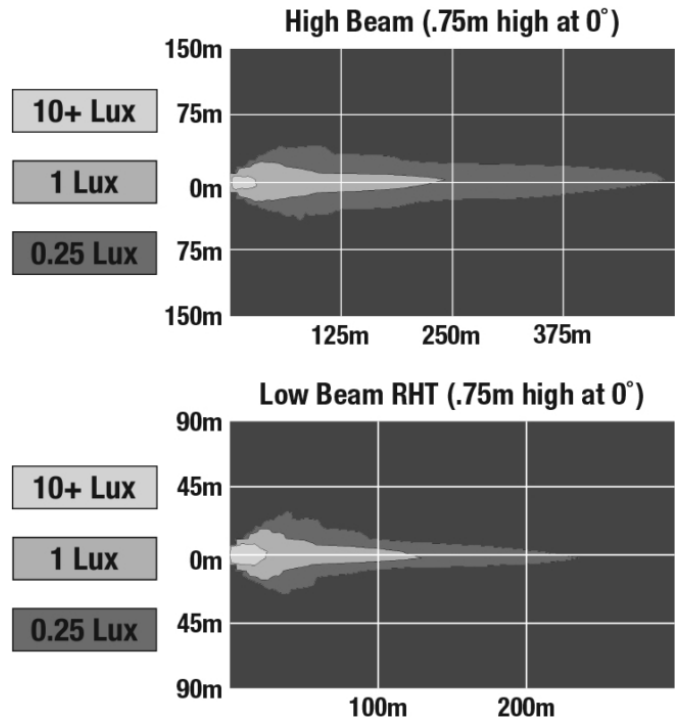 High Beam (.75m high at 0˚)
150m
10+ Lux
75m
1 Lux
0m
0.25 Lux
75m
150m
125m 250m 375m
Low Beam RHT (.75m high at 0˚)
90m
10+ Lux
45m
1 Lux
0m
0.25 Lux
45m
90m
100m 200m